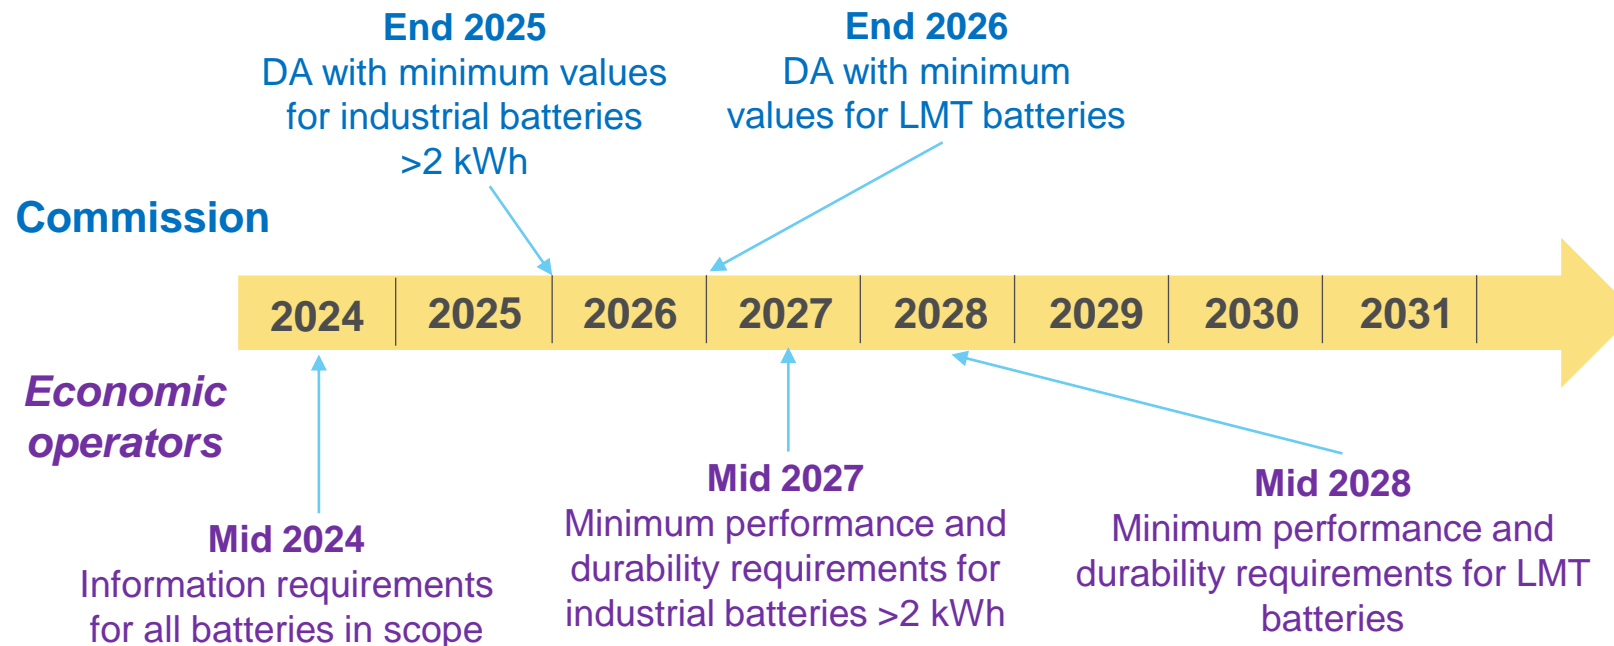 End 2025
DA with minimum values
for industrial batteries
>2 kWh
End 2026
DA with minimum
values for LMT batteries
Commission
2024 2025 2026 2027 2028 2029 2030 2031
Economic
operators
Mid 2024
Information requirements
for all batteries in scope
Mid 2027
Minimum performance and
durability requirements for
industrial batteries >2 kWh
Mid 2028
Minimum performance and
durability requirements for LMT
batteries